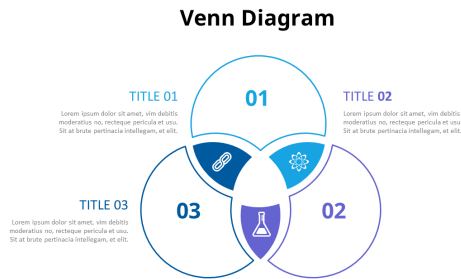 Venn Diagram
TITLE 01
Lorem ipsum dolor sit amet, vim debitis
moderatius no, recteque pericula et usu.
Sit at brute pertinacia intellegam, et elit.
01
TITLE 02
Lorem ipsum dolor sit amet, vim debitis
moderatius no, recteque pericula et usu.
Sit at brute pertinacia intellegam, et elit.
TITLE 03
Lorem ipsum dolor sit amet, vim debitis
moderatius no, recteque pericula et usu.
Sit at brute pertinacia intellegam, et elit.
03
02